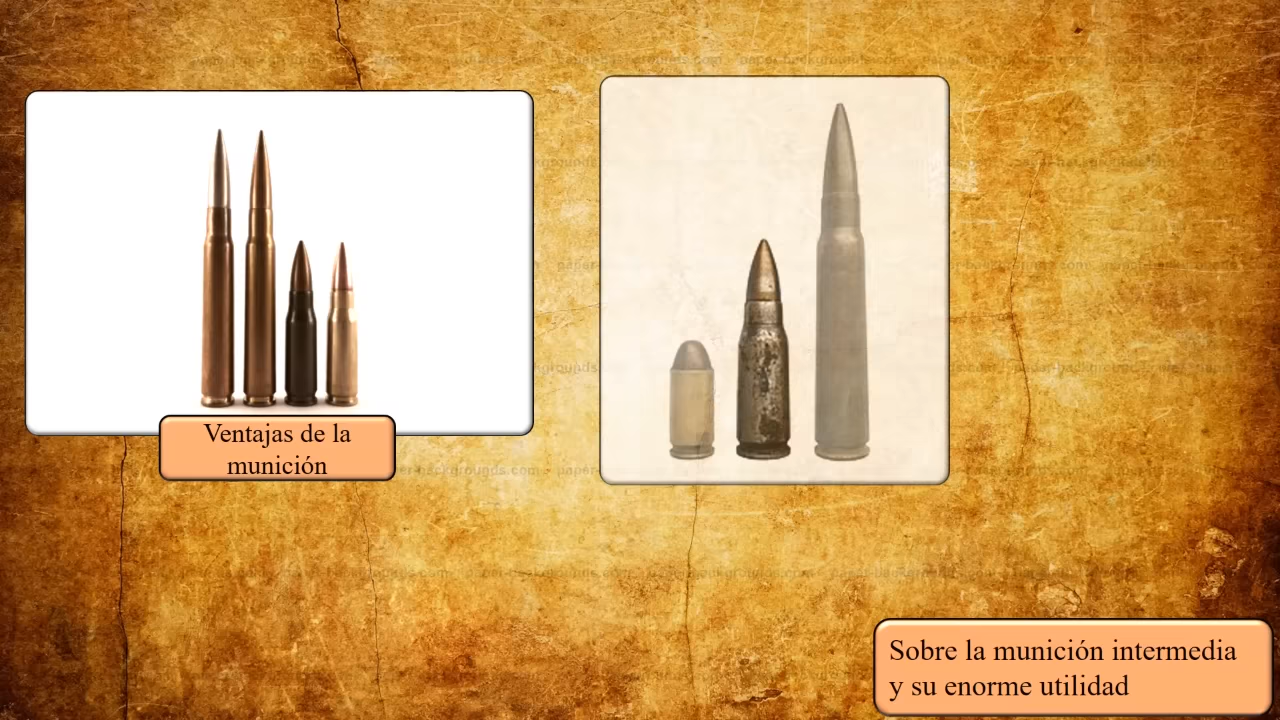 Ventajas de la
munición
Sobre la munición intermedia
y su enorme utilidad